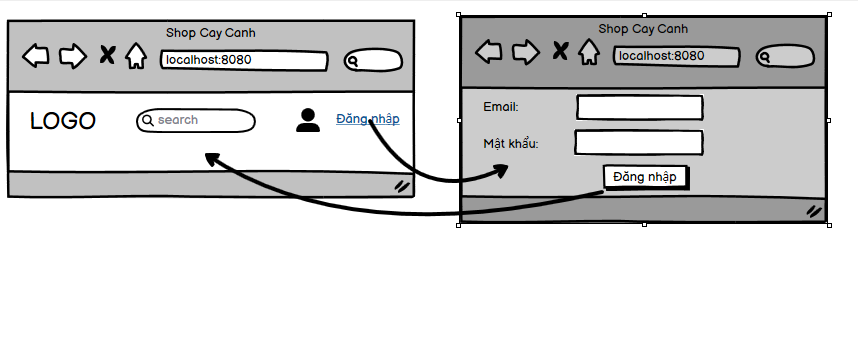 Shop Cay Canh
localhost:8080
LOGO
search
Đăng nhập
Shop Cay Canh
localhost:8080
Email:
Mật khẩu:
Đăng nhập